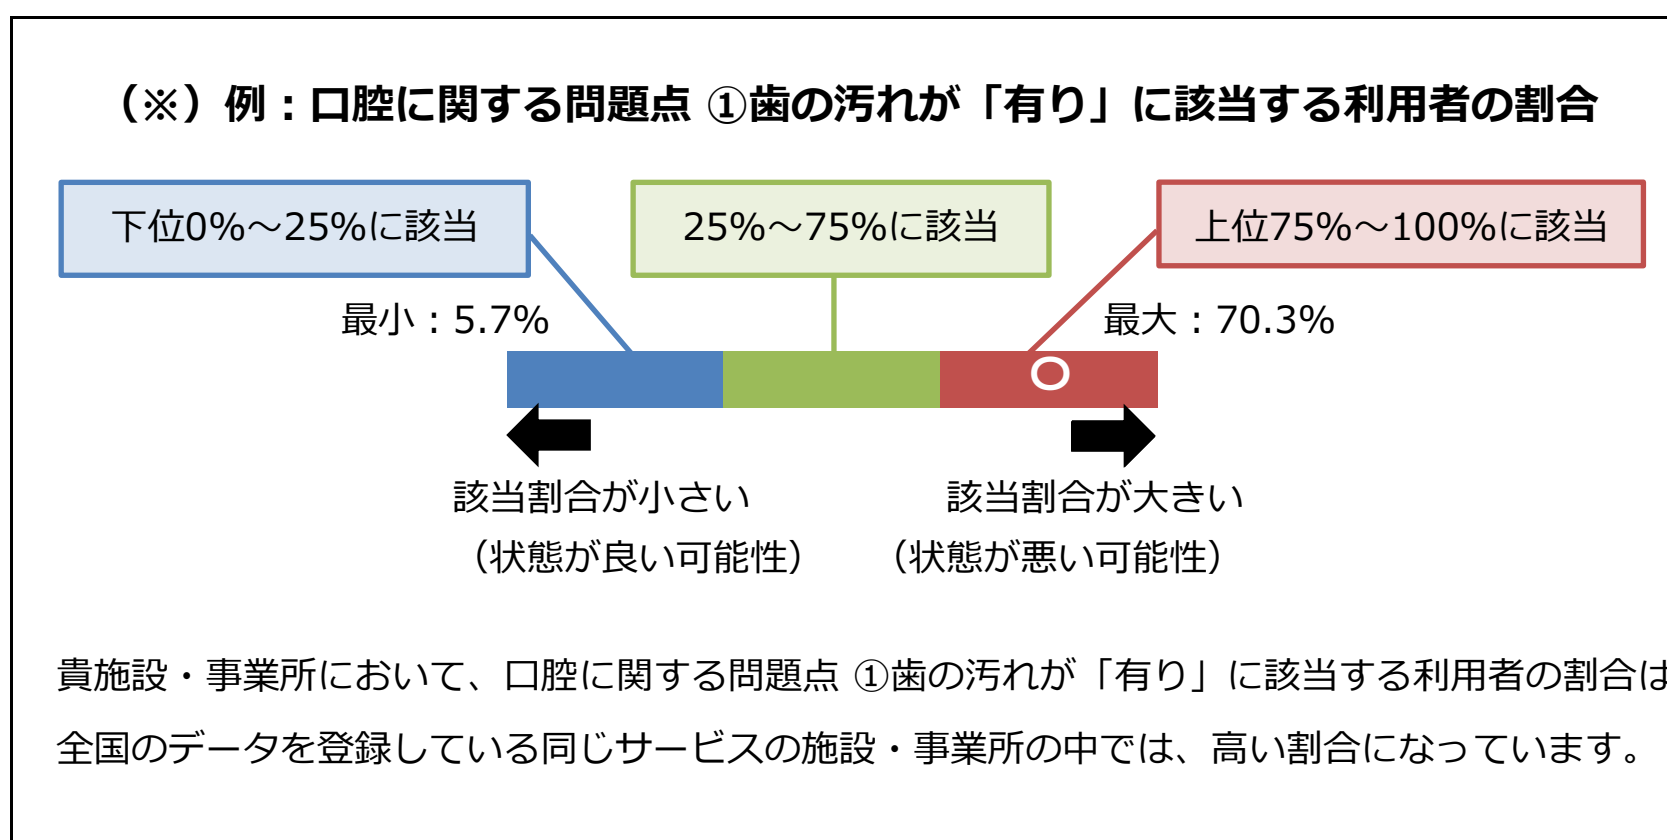 （※）例：口腔に関する問題点 ①歯の汚れが「有り」に該当する利用者の割合
下位0%～25%に該当
25%～75%に該当
上位75%～100%に該当
最小：5.7%
最大：70.3%
該当割合が小さい
（状態が良い可能性）
該当割合が大きい
（状態が悪い可能性）
貴施設・事業所において、口腔に関する問題点 ①歯の汚れが「有り」に該当する利用者の割合は
全国のデータを登録している同じサービスの施設・事業所の中では、高い割合になっています。